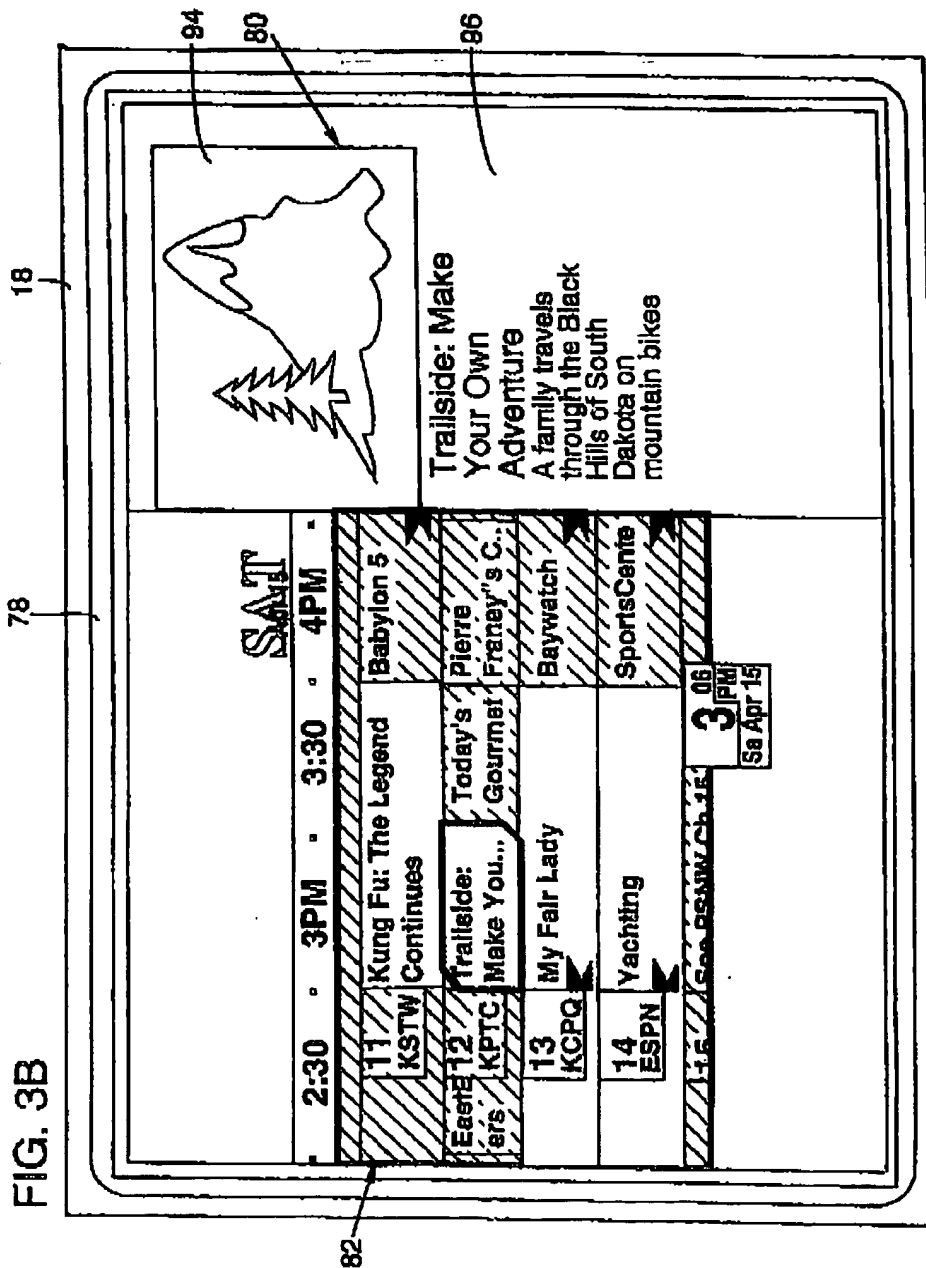 FIG. 3B
78
18
94
80
86
82
SAT
2:30
3PM
3:30
4PM
11
KSTW
Kung Fu: The Legend
Continues
Babylon 5
EastE
ers
12
KPTC
Trailside:
Make You...
Today's
Gourmet
Pierre
Franey"s C...
13
KCPQ
My Fair Lady
Baywatch
14
ESPN
Yachting
SportsCente
3 06
PM
Sa Apr 15
Trailside: Make
Your Own
Adventure
A family travels
through the Black
Hills of South
Dakota on
mountain bikes